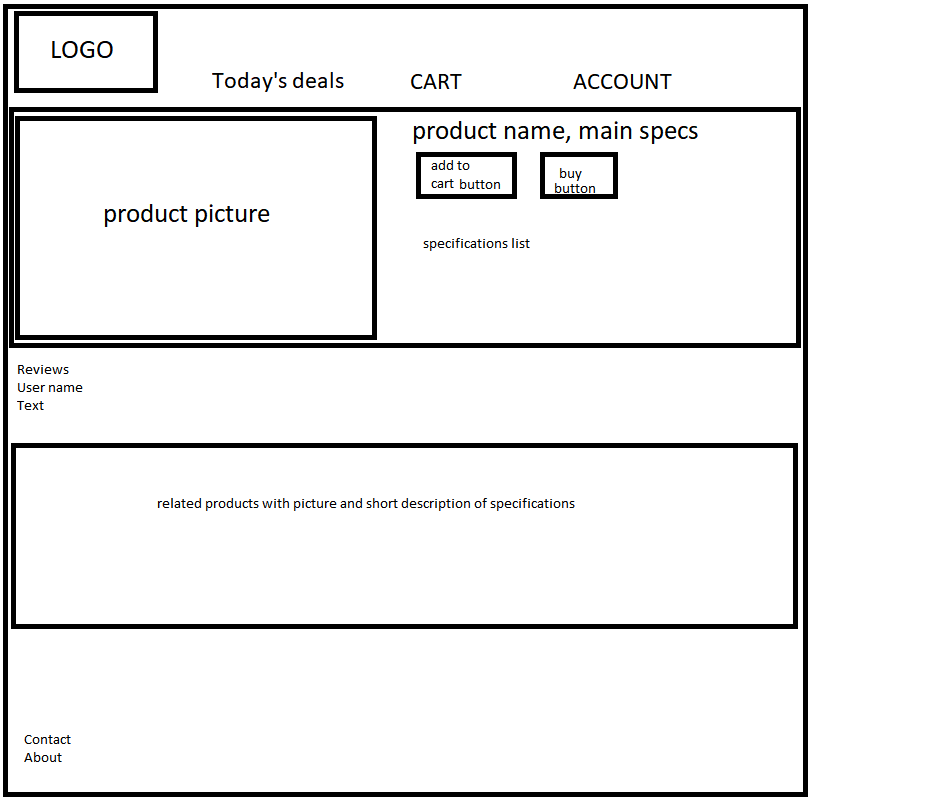 LOGO
Today's deals
CART
ACCOUNT
product name, main specs
add to
cart button
buy
button
product picture
specifications list
Reviews
User name
Text
related products with picture and short description of specifications
Contact
About